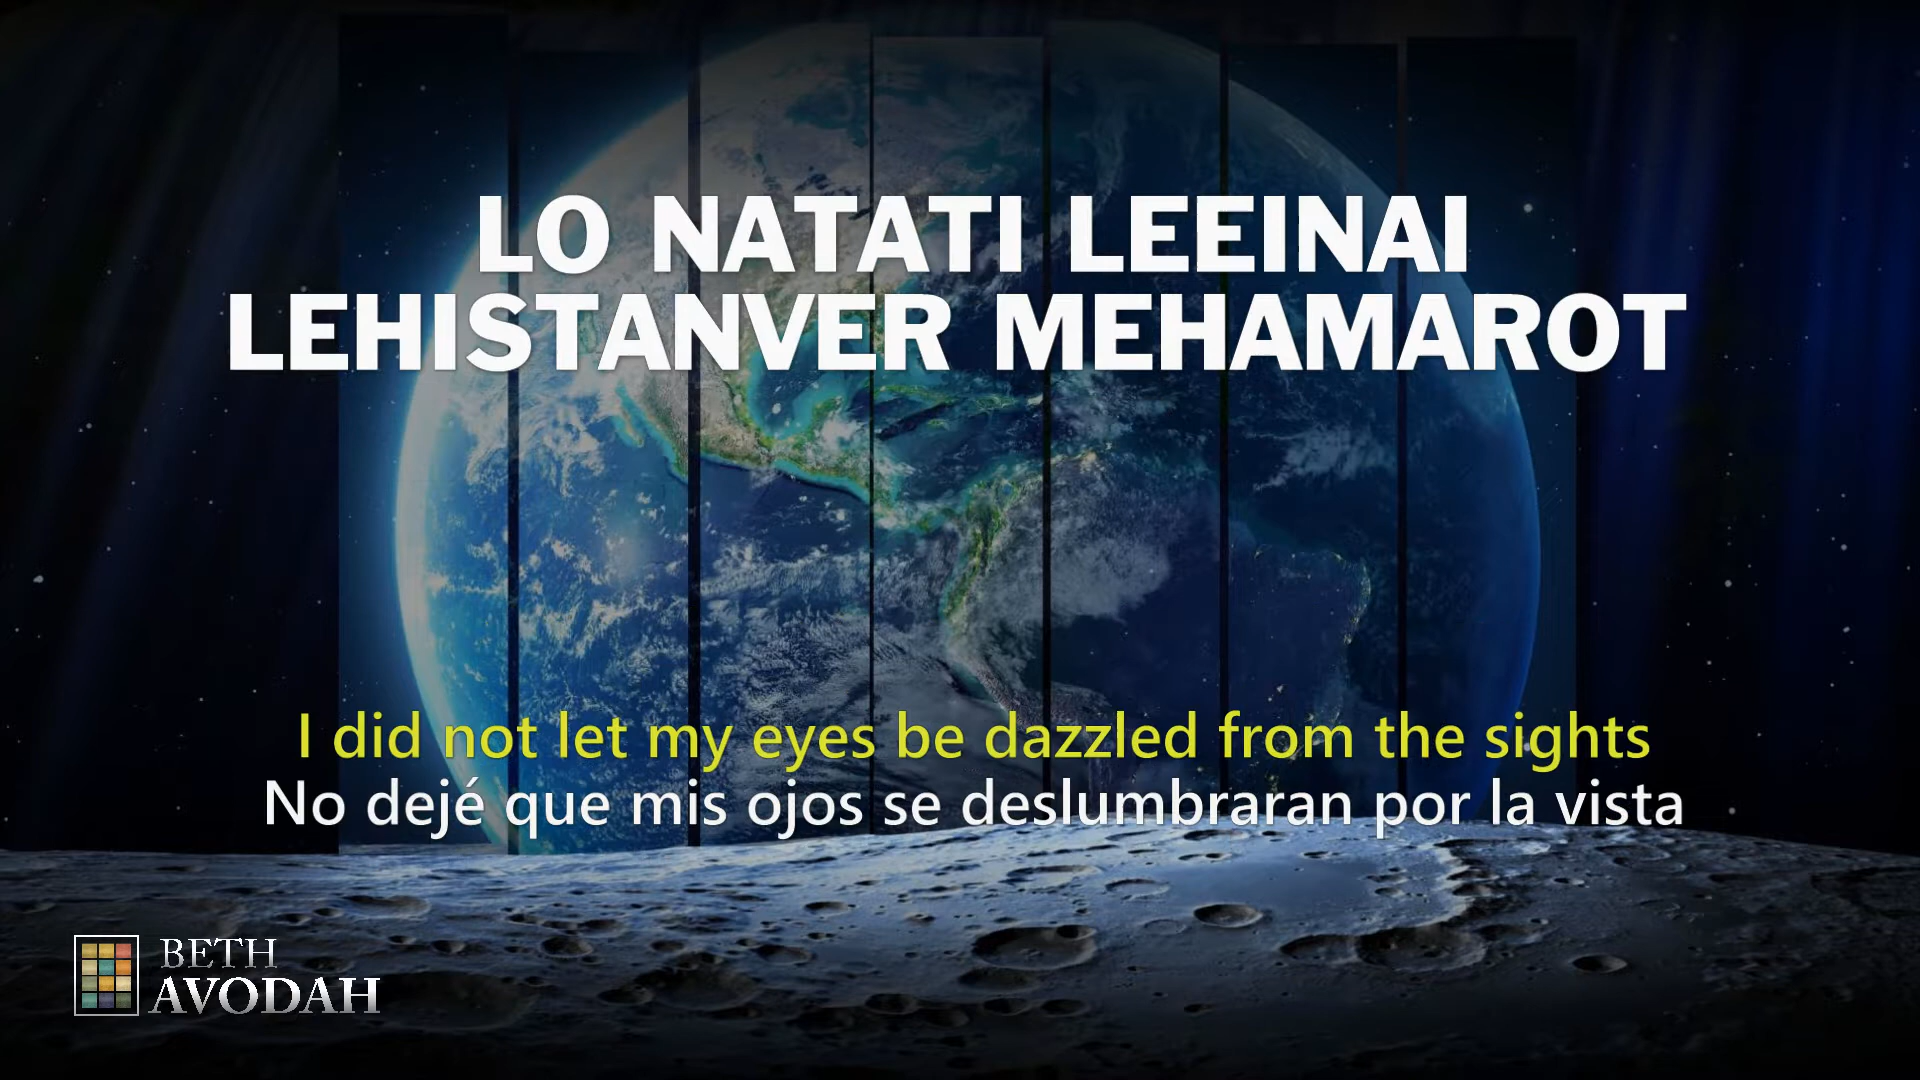 LO NATATI LEEINAI
LEHISTANVER MEHAMAROT
I did not let my eyes be dazzled from the sights
No dejé que mis ojos se deslumbraran por la vista
BETH
AVODAH